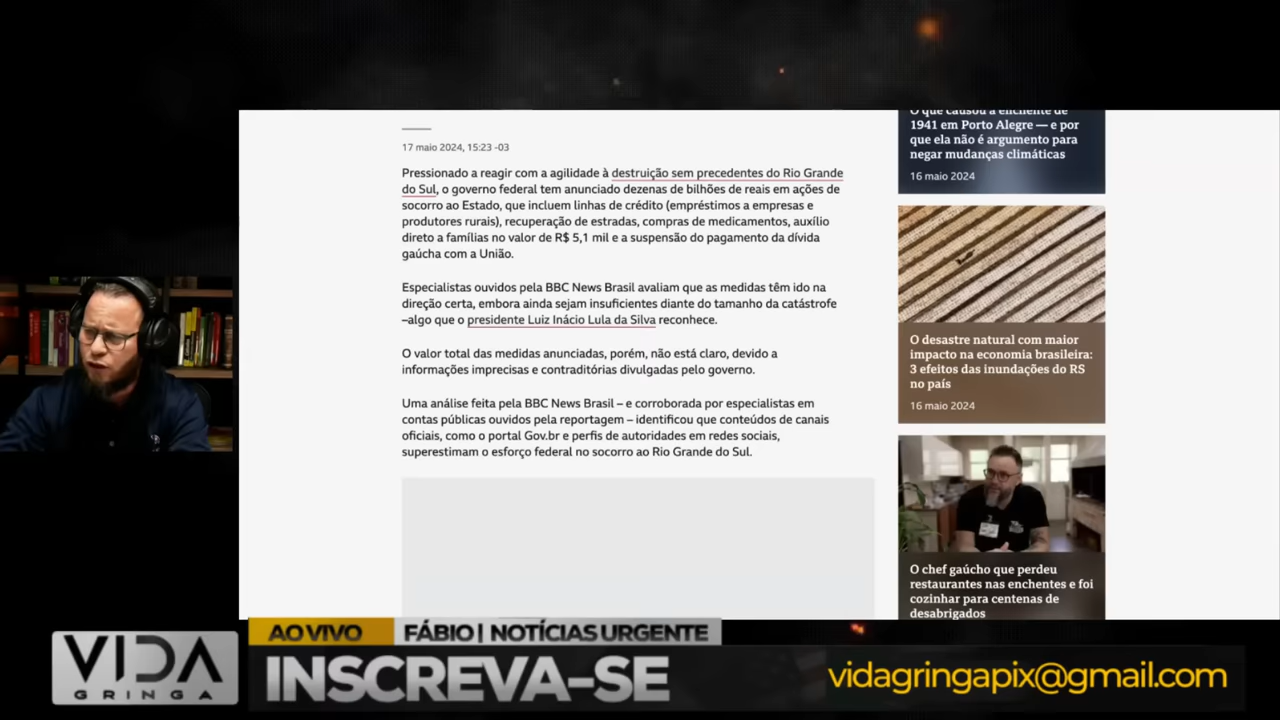 17 maio 2024, 15:23 -03
Pressionado a reagir com a agilidade à destruição sem precedentes do Rio Grande
do Sul, o governo federal tem anunciado dezenas de bilhões de reais em ações de
socorro ao Estado, que incluem linhas de crédito (empréstimos a empresas e
produtores rurais), recuperação de estradas, compras de medicamentos, auxílio
direto a famílias no valor de R$ 5,1 mil e a suspensão do pagamento da dívida
gaúcha com a União.
Especialistas ouvidos pela BBC News Brasil avaliam que as medidas têm ido na
direção certa, embora ainda sejam insuficientes diante do tamanho da catástrofe
–algo que o presidente Luiz Inácio Lula da Silva reconhece.
O valor total das medidas anunciadas, porém, não está claro, devido a
informações imprecisas e contraditórias divulgadas pelo governo.
Uma análise feita pela BBC News Brasil – e corroborada por especialistas em
contas públicas ouvidos pela reportagem – identificou que conteúdos de canais
oficiais, como o portal Gov.br e perfis de autoridades em redes sociais,
superestimam o esforço federal no socorro ao Rio Grande do Sul.
O que causou a enchente de
1941 em Porto Alegre — e por
que ela não é argumento para
negar mudanças climáticas
16 maio 2024
O desastre natural com maior
impacto na economia brasileira:
3 efeitos das inundações do RS
no país
16 maio 2024
O chef gaúcho que perdeu
restaurantes nas enchentes e foi
cozinhar para centenas de
desabrigados
VIDA
GRINGA
AO VIVO
FÁBIO | NOTÍCIAS URGENTE
INSCREVA-SE
vidagringapix@gmail.com